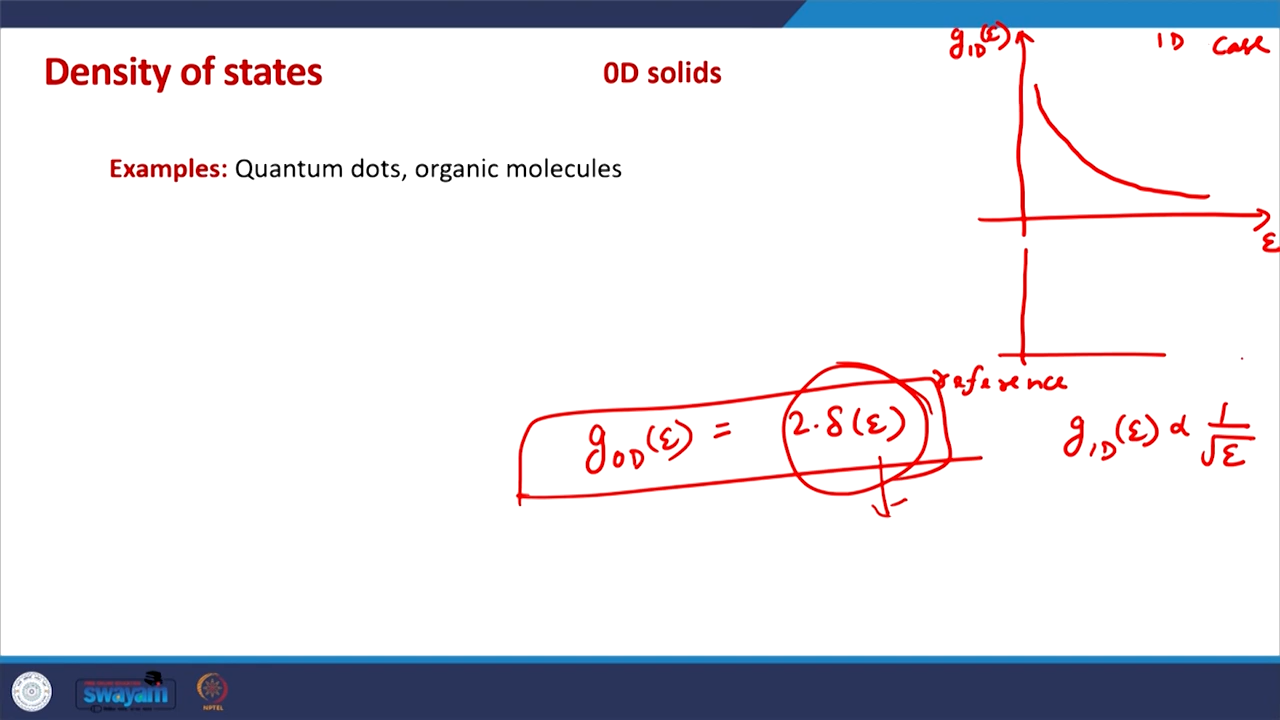 Density of states
0D solids
g1D(ε)
1D Case
Examples: Quantum dots, organic molecules
ε
reference
g0D(ε) = 2·δ(ε)
g1D(ε) ∝ 1/√ε
swayam
NPTEL